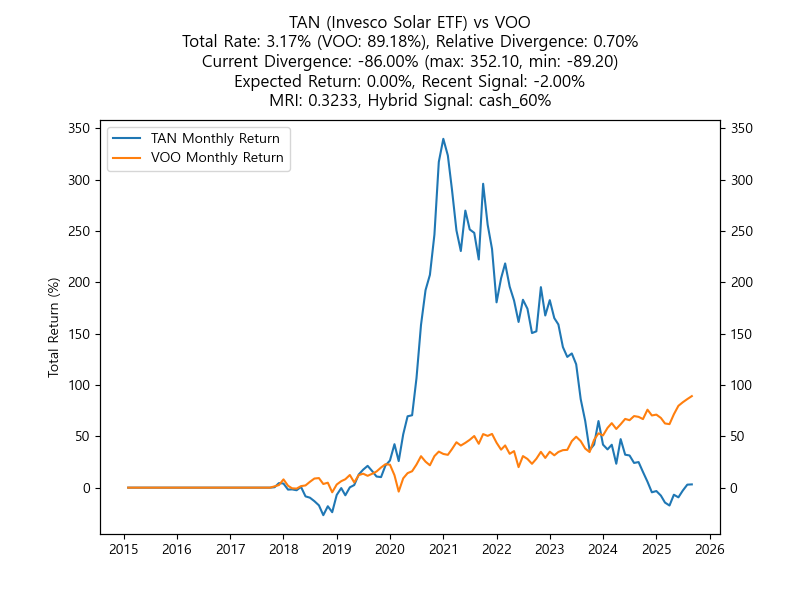 TAN (Invesco Solar ETF) vs VOO
Total Rate: 3.17% (VOO: 89.18%), Relative Divergence: 0.70%
Current Divergence: -86.00% (max: 352.10, min: -89.20)
Expected Return: 0.00%, Recent Signal: -2.00%
MRI: 0.3233, Hybrid Signal: cash_60%
TAN Monthly Return
VOO Monthly Return
Total Return (%)
350
300
250
200
150
100
50
0
350
300
250
200
150
100
50
0
2015 2016 2017 2018 2019 2020 2021 2022 2023 2024 2025 2026